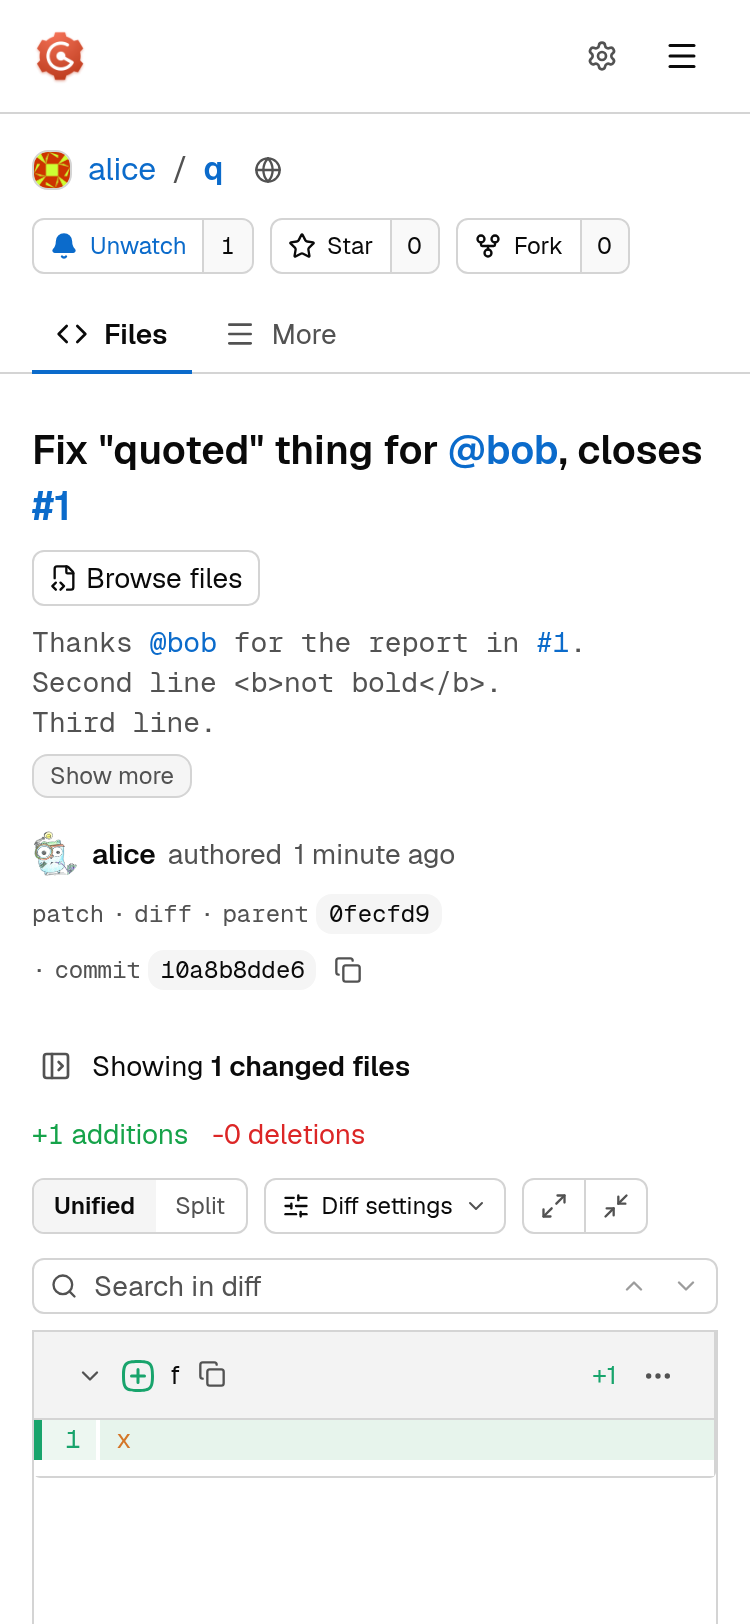 alice / q
Unwatch 1 Star 0 Fork 0
Files More
Fix "quoted" thing for @bob, closes
#1
Browse files
Thanks @bob for the report in #1.
Second line <b>not bold</b>.
Third line.
Show more
alice authored 1 minute ago
patch · diff · parent 0fecfd9
· commit 10a8b8dde6
Showing 1 changed files
+1 additions -0 deletions
Unified Split Diff settings
Search in diff
f +1
1 x